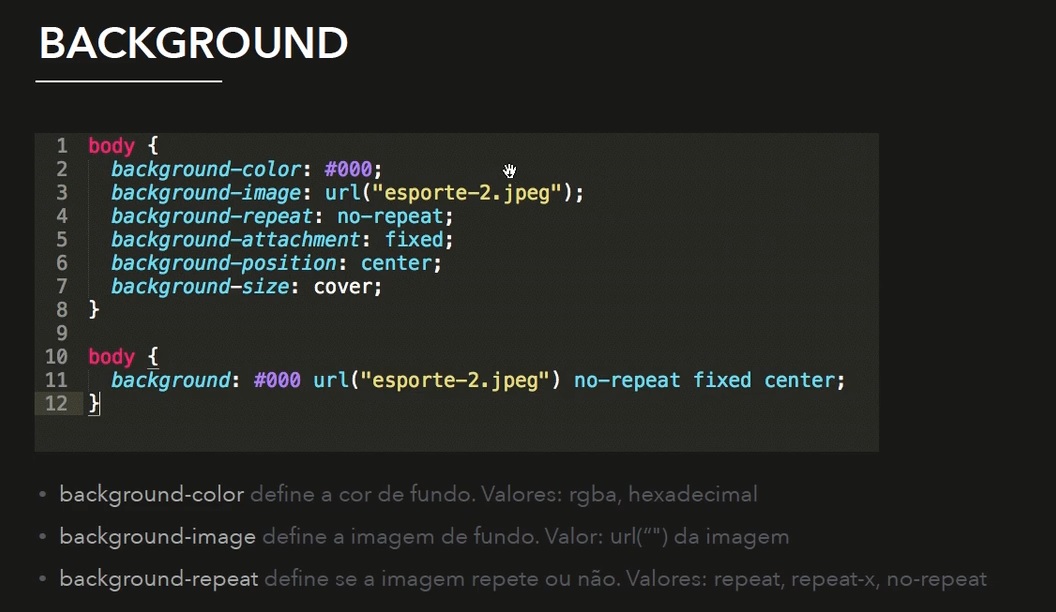 BACKGROUND
1 body {
2 background-color: #000;
3 background-image: url("esporte-2.jpeg");
4 background-repeat: no-repeat;
5 background-attachment: fixed;
6 background-position: center;
7 background-size: cover;
8 }
9
10 body {
11 background: #000 url("esporte-2.jpeg") no-repeat fixed center;
12 }
• background-color define a cor de fundo. Valores: rgba, hexadecimal
• background-image define a imagem de fundo. Valor: url(“") da imagem
• background-repeat define se a imagem repete ou não. Valores: repeat, repeat-x, no-repeat